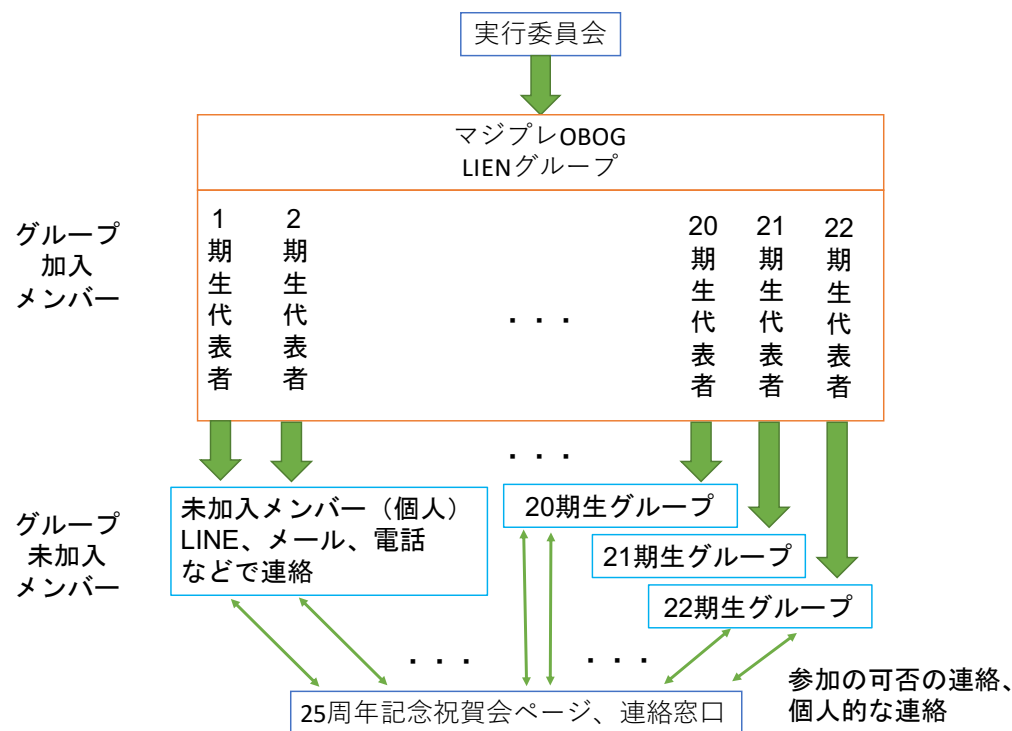 実行委員会
マジプレOBOG
LIENグループ
グループ
加入
メンバー
1期生代表者
2期生代表者
・・・
20期生代表者
21期生代表者
22期生代表者
・・・
グループ
未加入
メンバー
未加入メンバー（個人）
LINE、メール、電話
などで連絡
20期生グループ
21期生グループ
22期生グループ
・・・
・・・
参加の可否の連絡、
個人的な連絡
25周年記念祝賀会ページ、連絡窓口